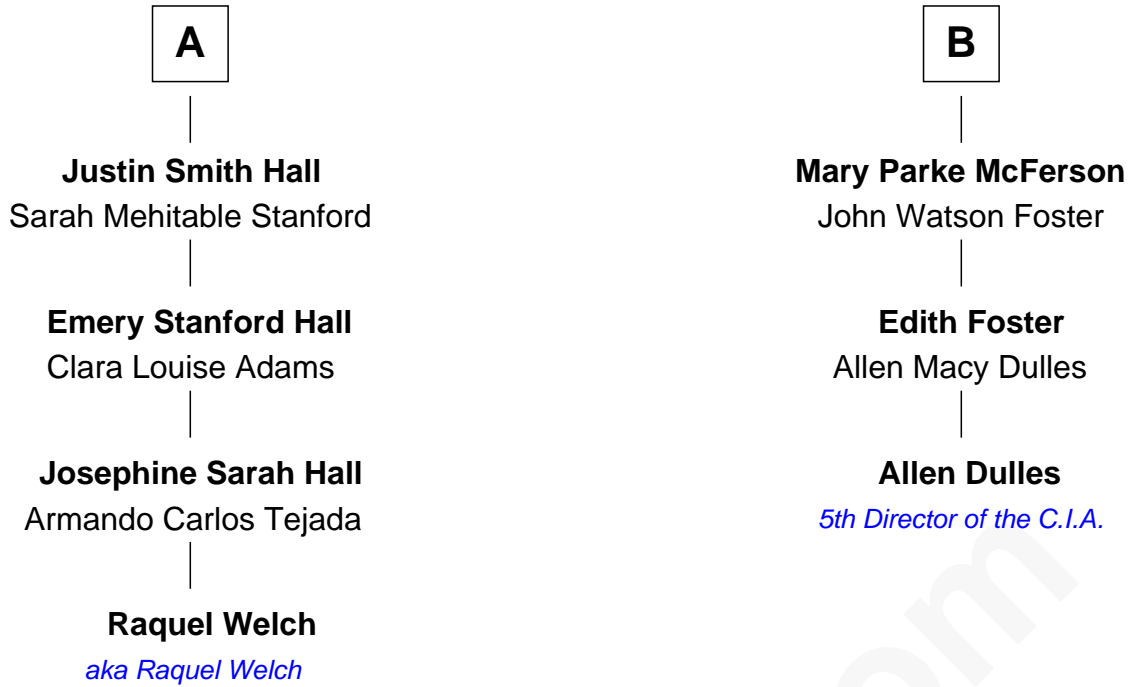 A
Justin Smith Hall
Sarah Mehitable Stanford
Emery Stanford Hall
Clara Louise Adams
Josephine Sarah Hall
Armando Carlos Tejada
Raquel Welch
aka Raquel Welch
B
Mary Parke McFerson
John Watson Foster
Edith Foster
Allen Macy Dulles
Allen Dulles
5th Director of the C.I.A.
om